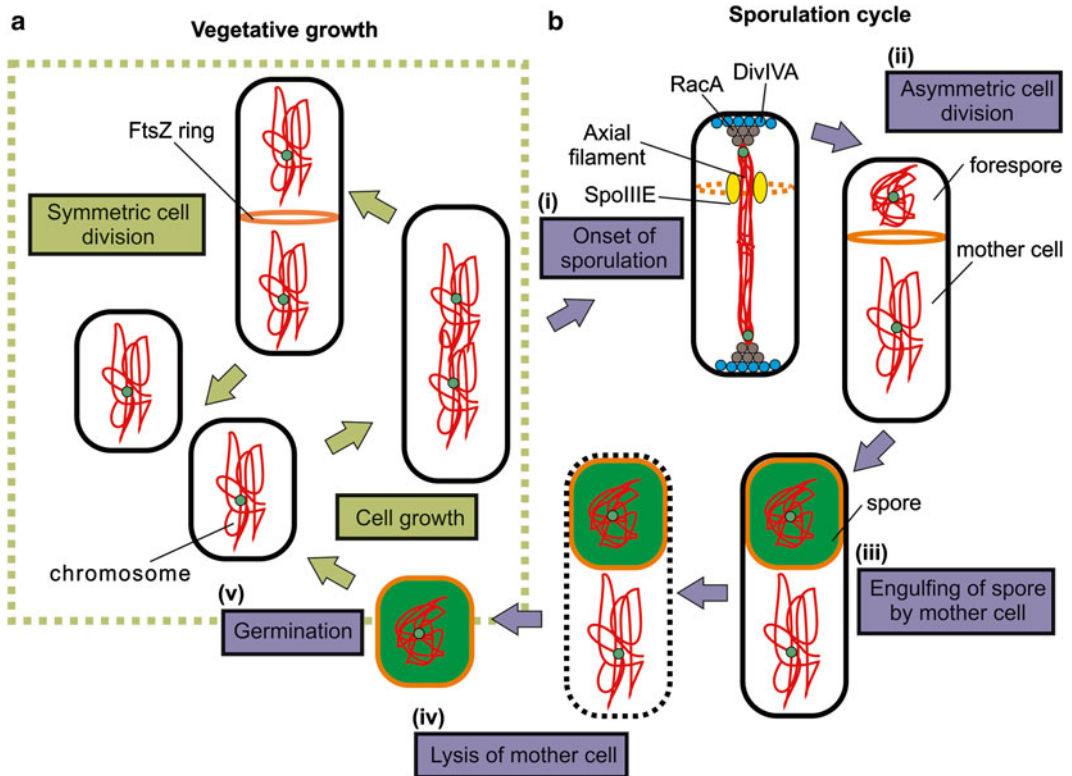 a
Vegetative growth
FtsZ ring
Symmetric cell
division
Cell growth
chromosome
b
Sporulation cycle
(i)
Onset of
sporulation
RacA
DivIVA
Axial
filament
SpoIIIE
(ii)
Asymmetric cell
division
forespore
mother cell
spore
(iii)
Engulfing of spore
by mother cell
(iv)
Lysis of mother cell
(v)
Germination